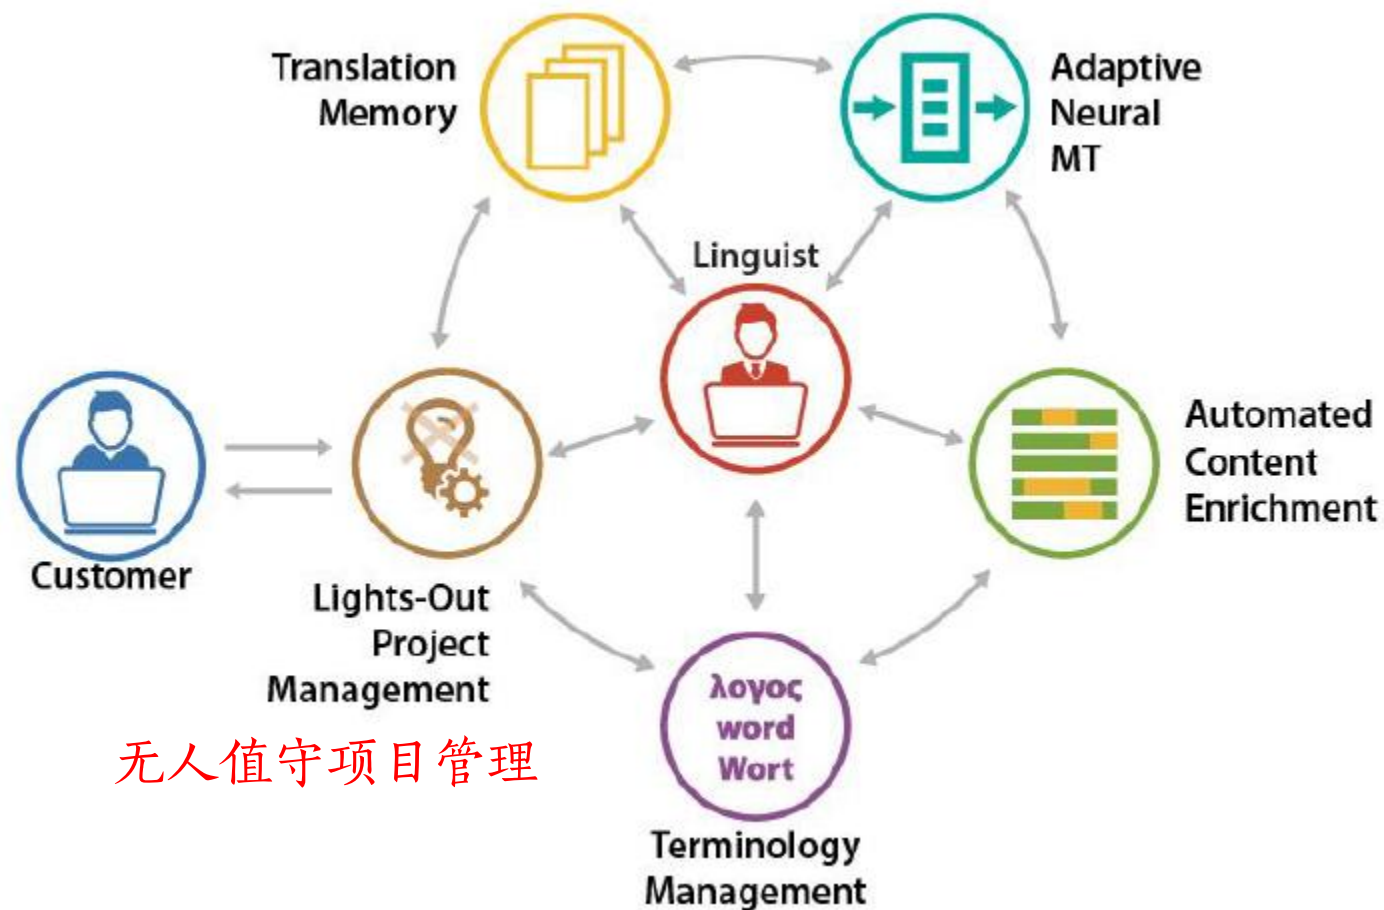 Translation
Memory
Adaptive
Neural
MT
Linguist
Automated
Content
Enrichment
Customer
Lights-Out
Project
Management
无人值守项目管理
λογος
word
Wort
Terminology
Management